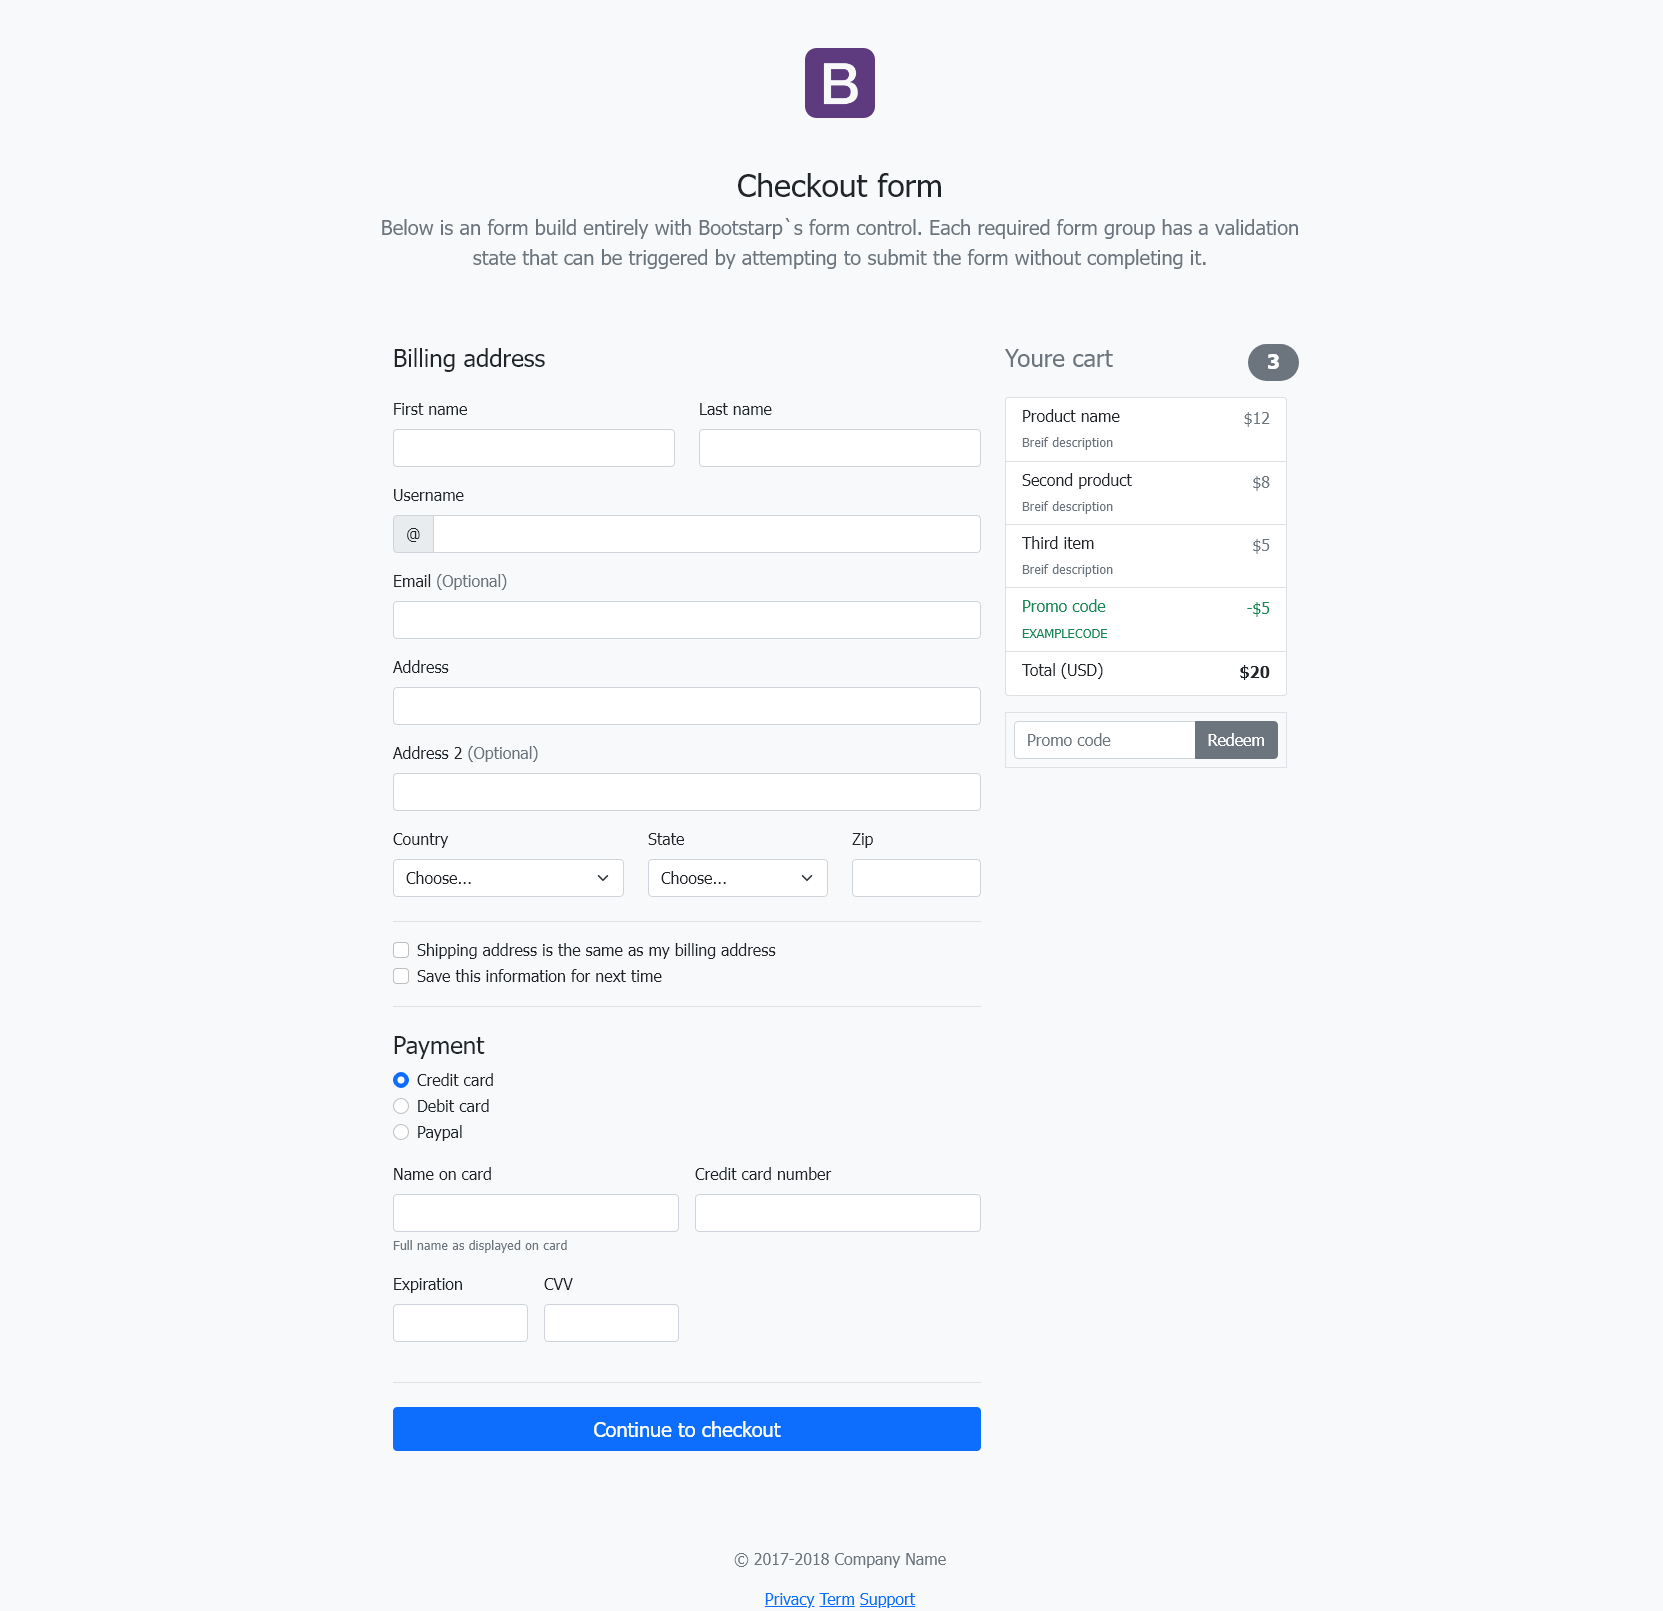 B
Checkout form
Below is an form build entirely with Bootstarp`s form control. Each required form group has a validation
state that can be triggered by attempting to submit the form without completing it.
Billing address
First name Last name
Username
@
Email (Optional)
Address
Address 2 (Optional)
Country State Zip
Choose... Choose...
Shipping address is the same as my billing address
Save this information for next time
Payment
Credit card
Debit card
Paypal
Name on card Credit card number
Full name as displayed on card
Expiration CVV
Continue to checkout
Youre cart 3
Product name $12
Breif description
Second product $8
Breif description
Third item $5
Breif description
Promo code -$5
EXAMPLECODE
Total (USD) $20
Promo code Redeem
© 2017-2018 Company Name
Privacy Term Support